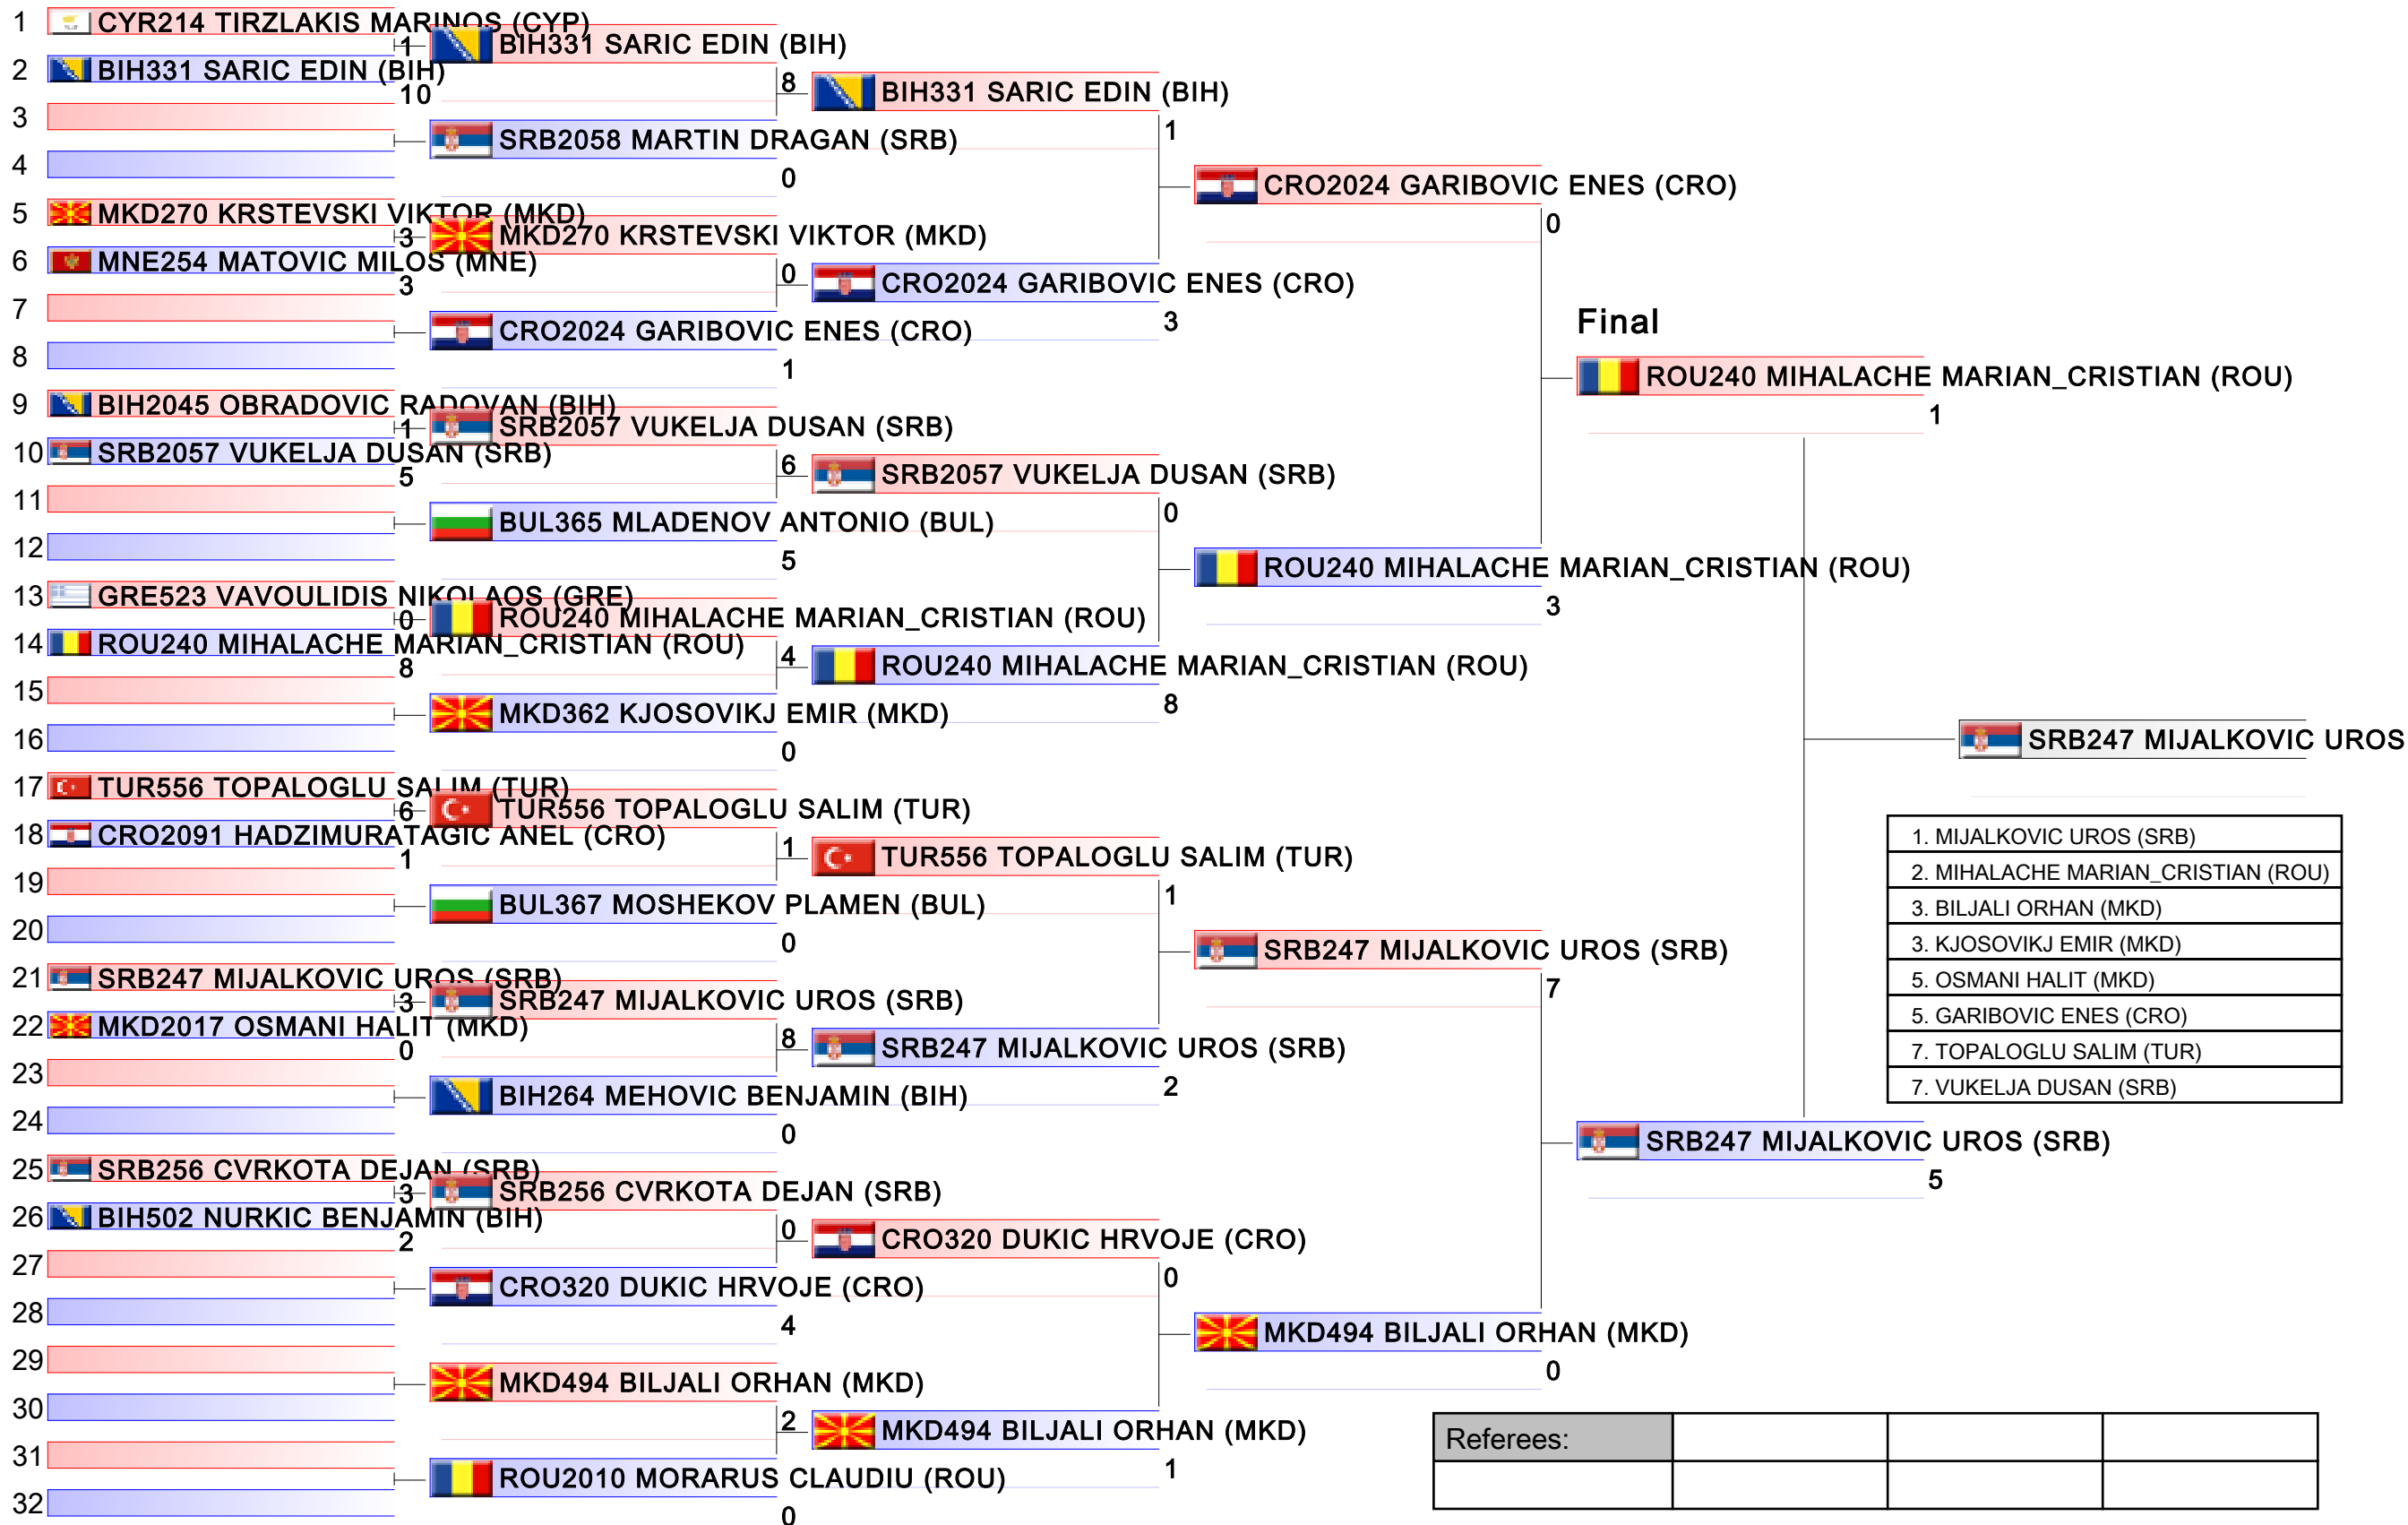 1 CYR214 TIRZLAKIS MARINOS (CYP)
1
2 BIH331 SARIC EDIN (BIH)
10
3
4
5 MKD270 KRSTEVSKI VIKTOR (MKD)
3
6 MNE254 MATOVIC MILOS (MNE)
3
7
8
9 BIH2045 OBRADOVIC RADOVAN (BIH)
1
10 SRB2057 VUKELJA DUSAN (SRB)
5
11
12
13 GRE523 VAVOULIDIS NIKOLAOS (GRE)
0
14 ROU240 MIHALACHE MARIAN_CRISTIAN (ROU)
8
15
16
17 TUR556 TOPALOGLU SALIM (TUR)
6
18 CRO2091 HADZIMURATAGIC ANEL (CRO)
1
19
20
21 SRB247 MIJALKOVIC UROS (SRB)
3
22 MKD2017 OSMANI HALIT (MKD)
0
23
24
25 SRB256 CVRKOTA DEJAN (SRB)
3
26 BIH502 NURKIC BENJAMIN (BIH)
2
27
28
29
30
31
32
BIH331 SARIC EDIN (BIH)
8
SRB2058 MARTIN DRAGAN (SRB)
0
MKD270 KRSTEVSKI VIKTOR (MKD)
0
CRO2024 GARIBOVIC ENES (CRO)
1
SRB2057 VUKELJA DUSAN (SRB)
6
BUL365 MLADENOV ANTONIO (BUL)
5
ROU240 MIHALACHE MARIAN_CRISTIAN (ROU)
4
MKD362 KJOSOVIKJ EMIR (MKD)
0
TUR556 TOPALOGLU SALIM (TUR)
1
BUL367 MOSHEKOV PLAMEN (BUL)
0
SRB247 MIJALKOVIC UROS (SRB)
8
BIH264 MEHOVIC BENJAMIN (BIH)
0
SRB256 CVRKOTA DEJAN (SRB)
0
CRO320 DUKIC HRVOJE (CRO)
4
MKD494 BILJALI ORHAN (MKD)
2
ROU2010 MORARUS CLAUDIU (ROU)
0
BIH331 SARIC EDIN (BIH)
1
CRO2024 GARIBOVIC ENES (CRO)
3
SRB2057 VUKELJA DUSAN (SRB)
0
ROU240 MIHALACHE MARIAN_CRISTIAN (ROU)
8
TUR556 TOPALOGLU SALIM (TUR)
1
SRB247 MIJALKOVIC UROS (SRB)
2
CRO320 DUKIC HRVOJE (CRO)
0
MKD494 BILJALI ORHAN (MKD)
1
CRO2024 GARIBOVIC ENES (CRO)
0
ROU240 MIHALACHE MARIAN_CRISTIAN (ROU)
3
SRB247 MIJALKOVIC UROS (SRB)
7
MKD494 BILJALI ORHAN (MKD)
0
Final
ROU240 MIHALACHE MARIAN_CRISTIAN (ROU)
1
SRB247 MIJALKOVIC UROS (SRB)
5
SRB247 MIJALKOVIC UROS
1. MIJALKOVIC UROS (SRB)
2. MIHALACHE MARIAN_CRISTIAN (ROU)
3. BILJALI ORHAN (MKD)
3. KJOSOVIKJ EMIR (MKD)
5. OSMANI HALIT (MKD)
5. GARIBOVIC ENES (CRO)
7. TOPALOGLU SALIM (TUR)
7. VUKELJA DUSAN (SRB)
Referees: